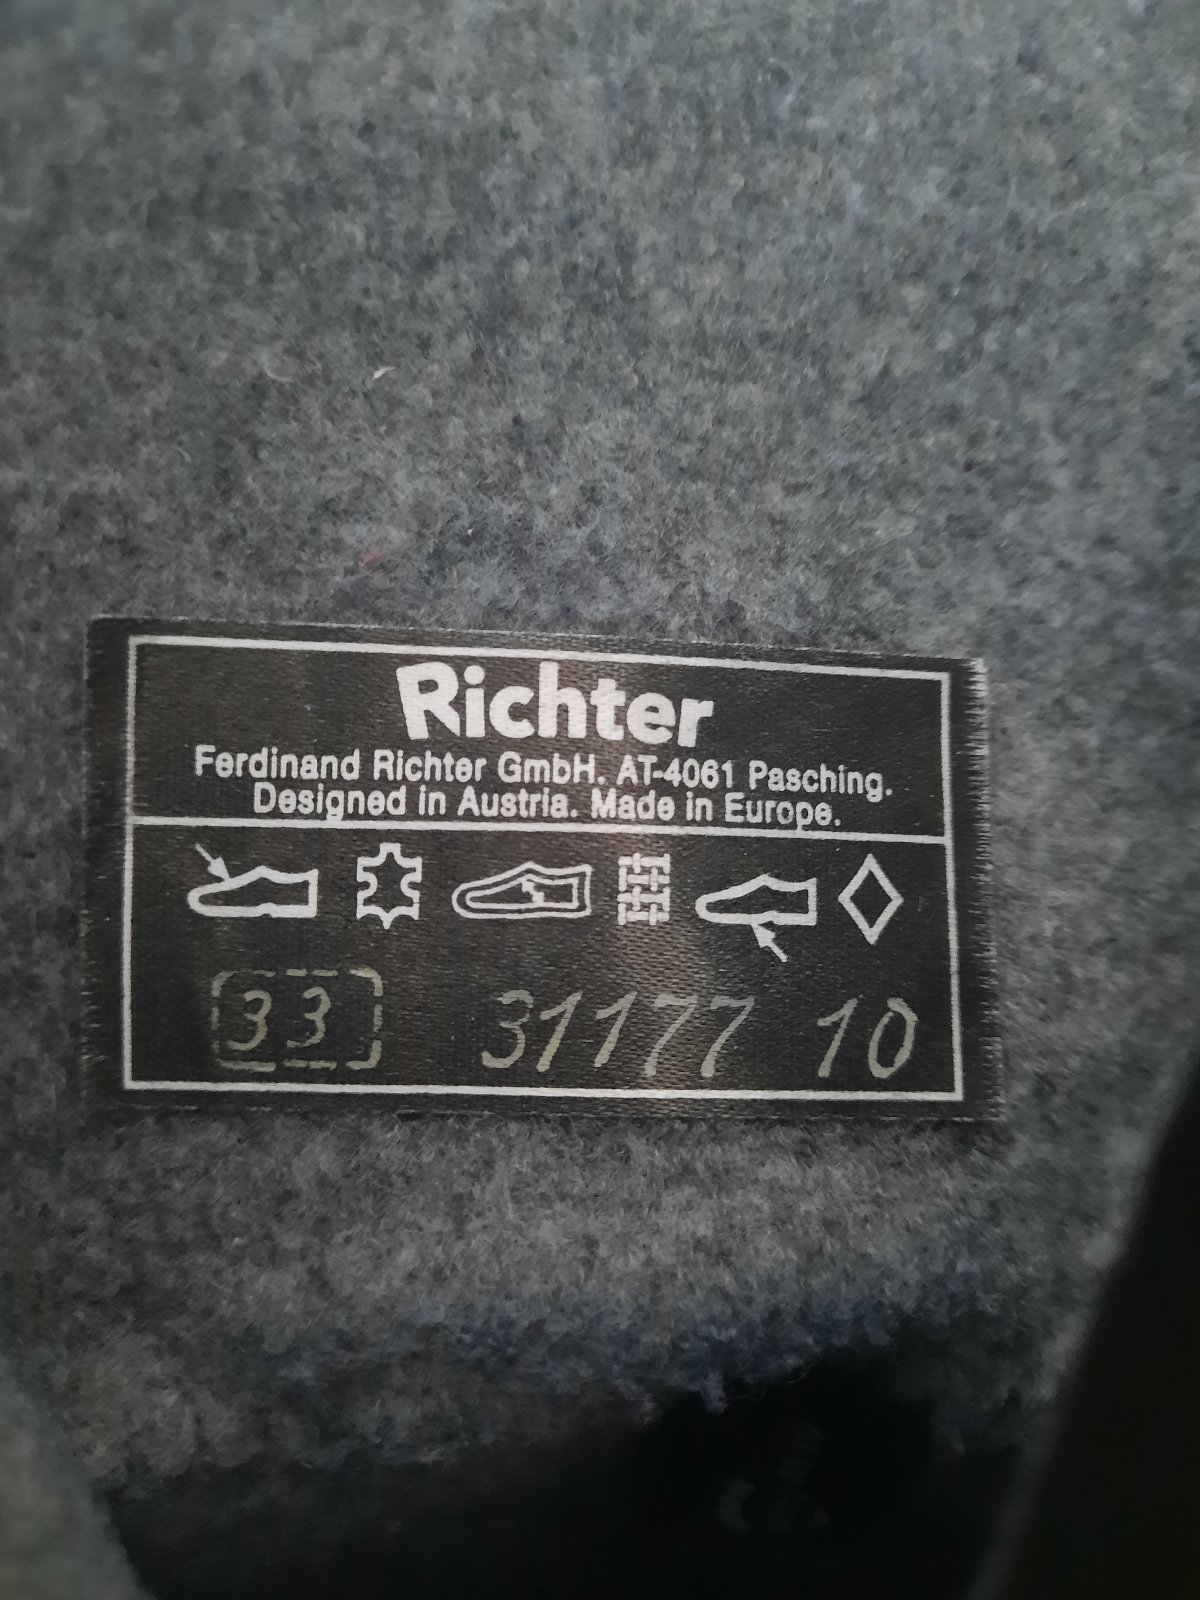 Richter
Ferdinand Richter GmbH. AT-4061 Pasching.
Designed in Austria. Made in Europe.
33 31177 10